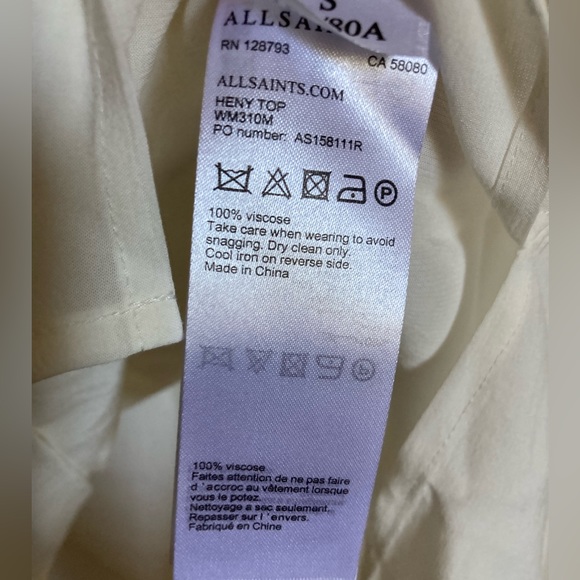 S
RN 128793
CA 58080
ALLSAINTS.COM
HENY TOP
WM310M
PO number: AS158111R
P
100% viscose
Take care when wearing to avoid
snagging. Dry clean only.
Cool iron on reverse side.
Made in China
100% viscose
Faites attention de ne pas faire
d 'accroc au vêtement lorsque
vous le potez.
Nettoyage a sec seulement.
Repasser sur l 'envers.
Fabriqué en Chine